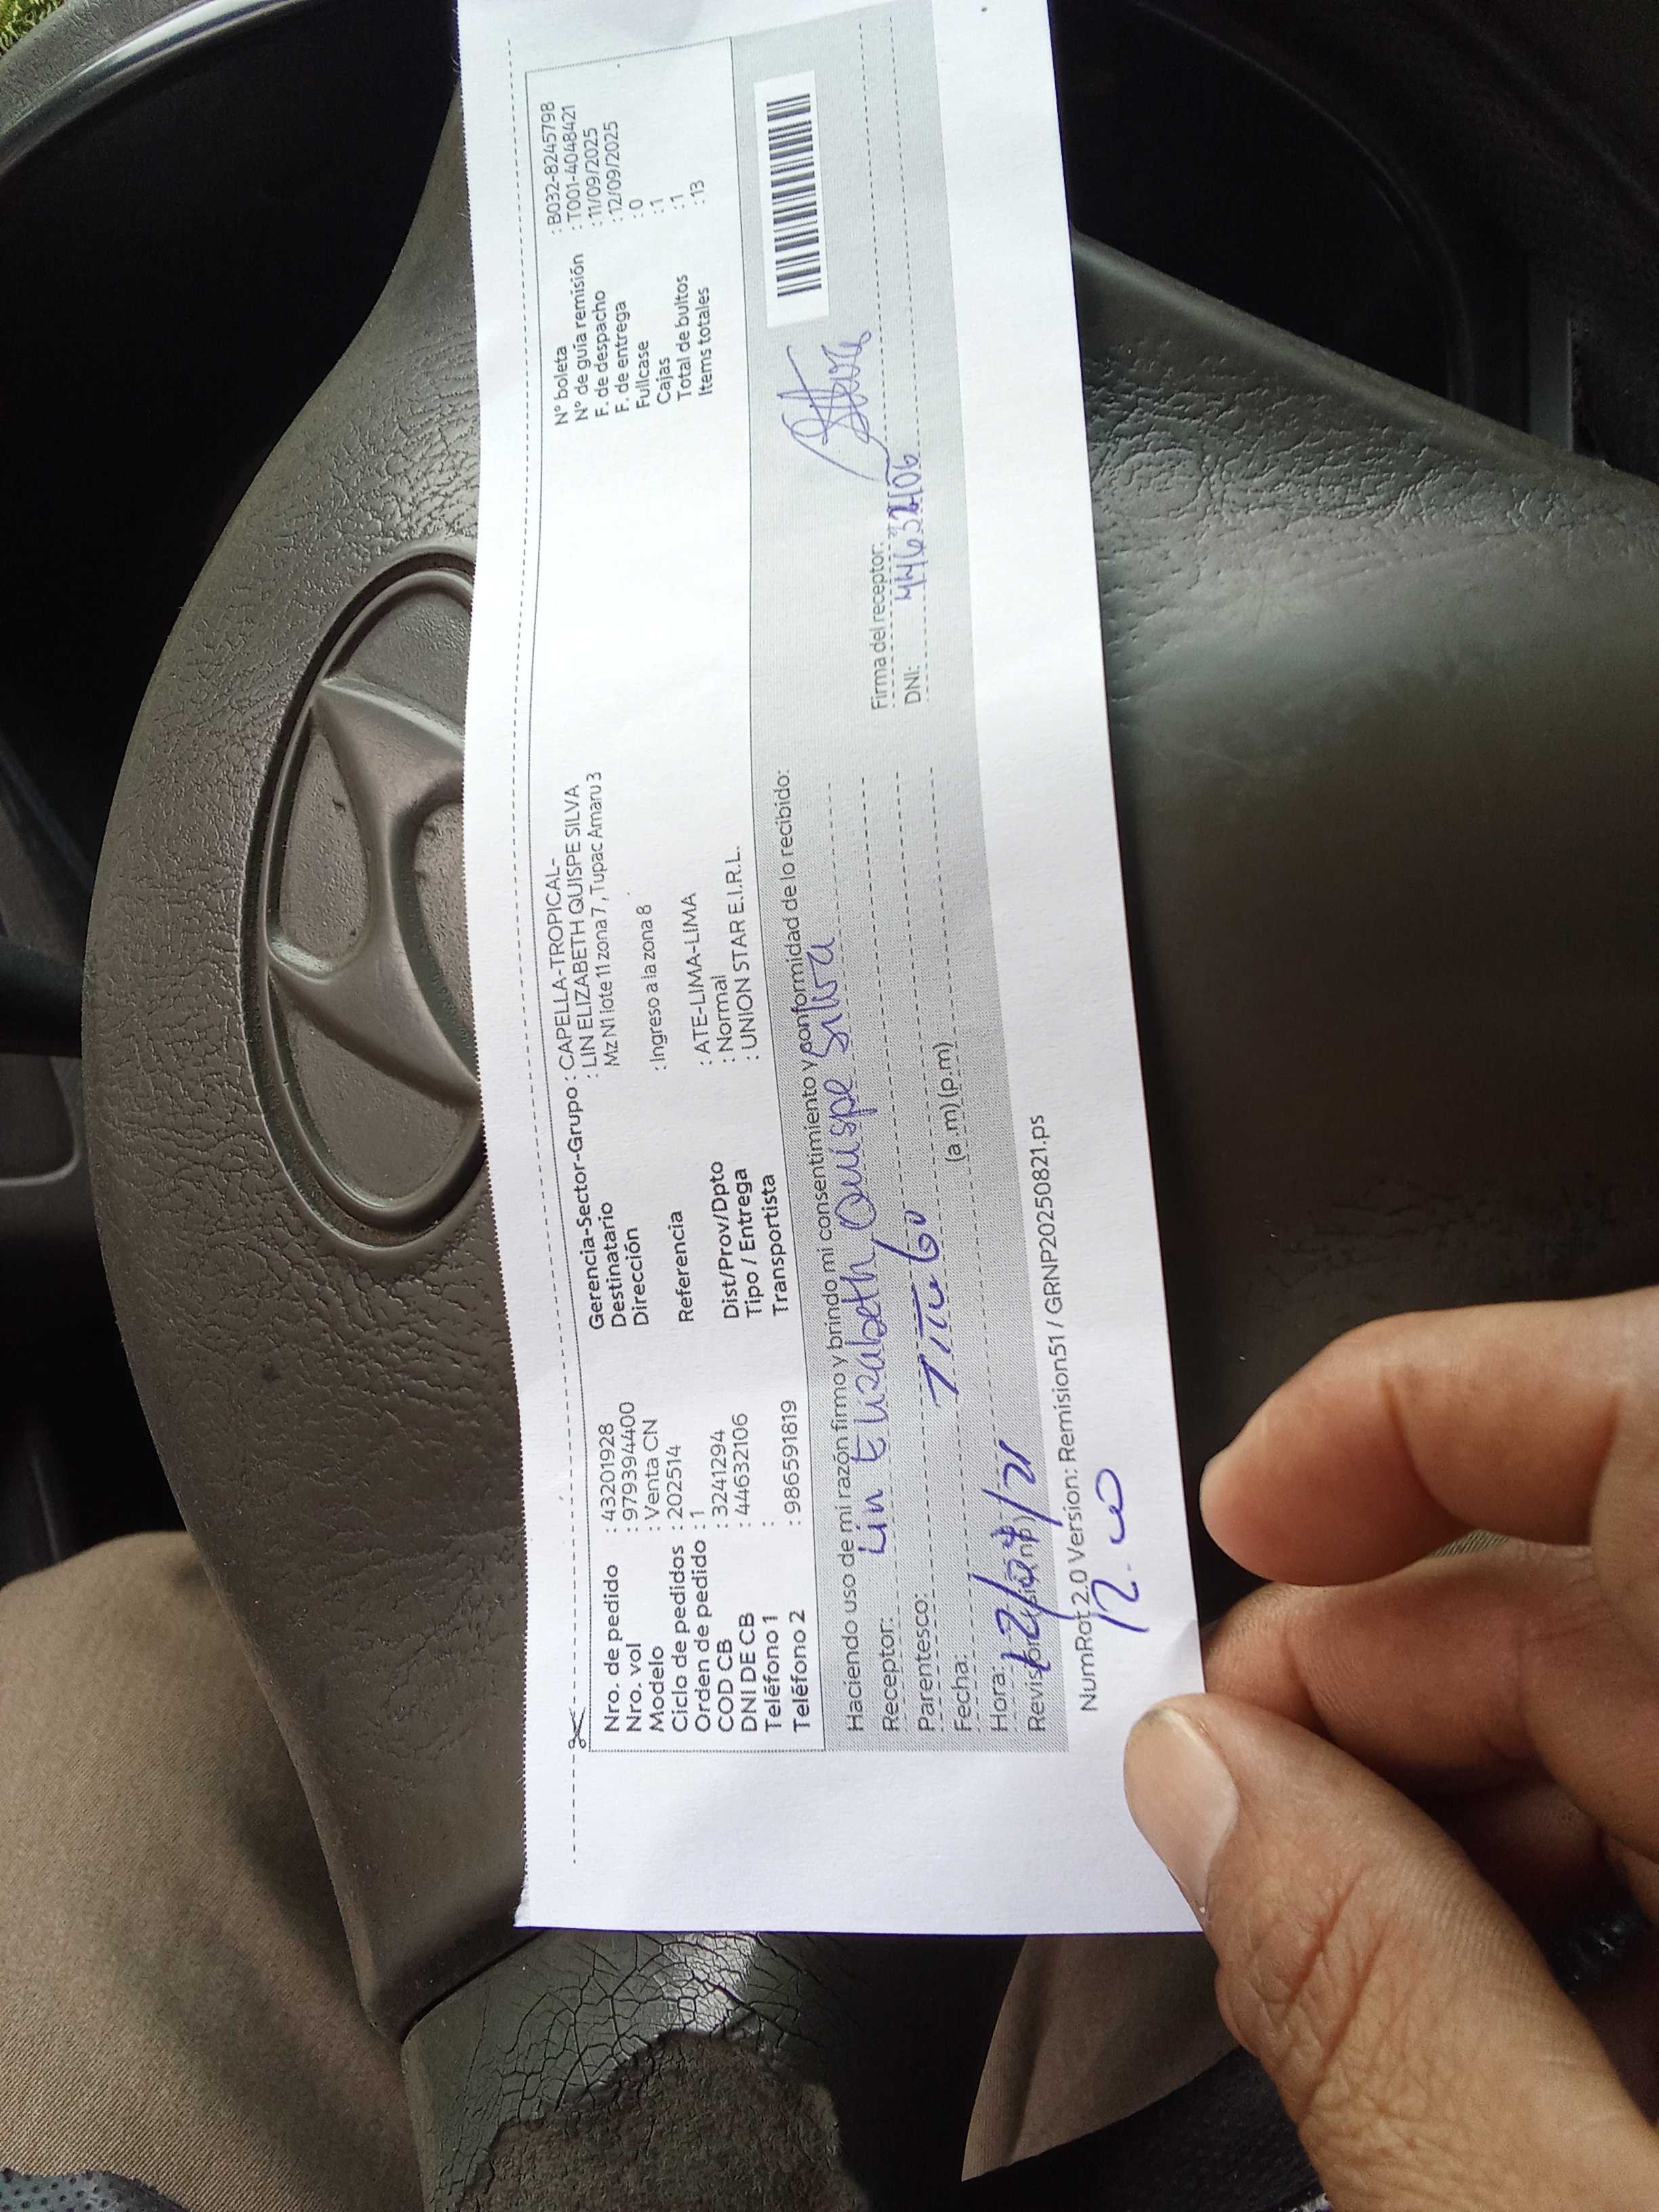 Nro. de pedido : 43201928
Nro. vol : 979394400
Modelo : Venta CN
Ciclo de pedidos : 202514
Orden de pedido : 1
COD CB : 3241294
DNI DE CB : 44632106
Teléfono 1 :
Teléfono 2 : 986591819
Gerencia-Sector-Grupo : CAPELLA-TROPICAL-
Destinatario : LIN ELIZABETH QUISPE SILVA
Dirección Mz N1 lote 11 zona 7 , Tupac Amaru 3
Referencia : Ingreso a la zona 8
Dist/Prov/Dpto : ATE-LIMA-LIMA
Tipo / Entrega : Normal
Transportista : UNION STAR E.I.R.L.
N° boleta : B032-8245798
N° de guía remisión : T001-4048421
F. de despacho : 11/09/2025
F. de entrega : 12/09/2025
Fullcase : 0
Cajas : 1
Total de bultos : 1
Items totales : 13
Haciendo uso de mi razón firmo y brindo mi consentimiento y conformidad de lo recibido:
Receptor: Lin Elizabeth Quispe Silva
Parentesco:
Fecha:
Hora: (a .m) (p.m)
Firma del receptor:
DNI: 44632106
NumRot 2.0 Version: Remision51 / GRNP20250821.ps